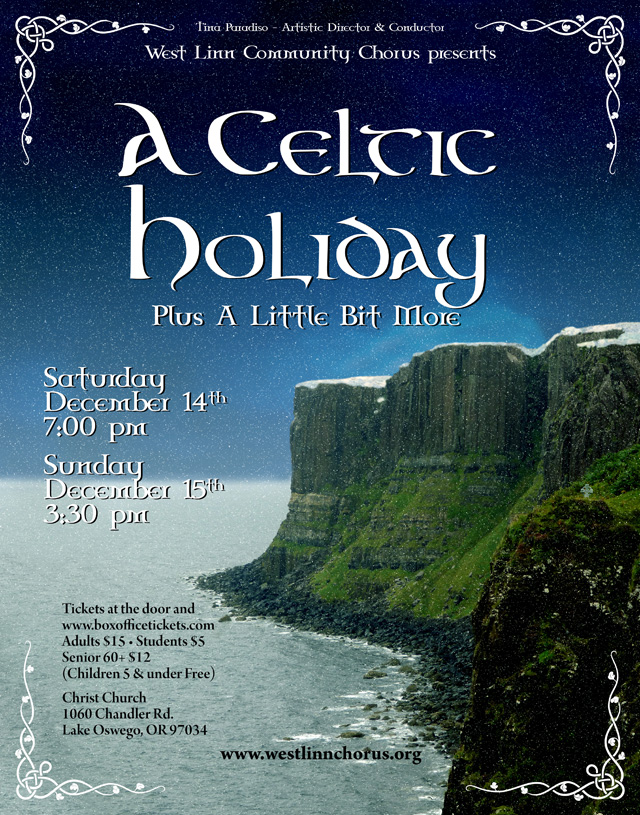 Tina Paradiso - Artistic Director & Conductor
West Linn Community Chorus presents
A Celtic
Holiday
Plus A Little Bit More
Saturday
December 14th
7:00 pm
Sunday
December 15th
3:30 pm
Tickets at the door and
www.boxofficetickets.com
Adults $15 • Students $5
Senior 60+ $12
(Children 5 & under Free)
Christ Church
1060 Chandler Rd.
Lake Oswego, OR 97034
www.westlinnchorus.org